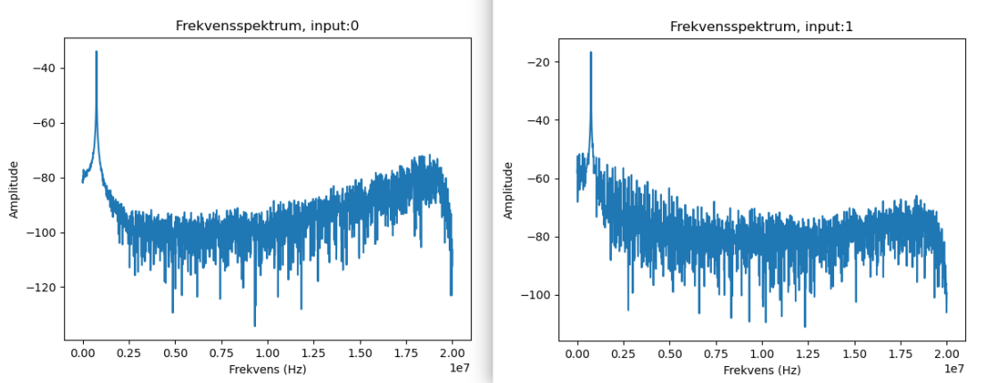 Frekvensspektrum, input:0
Amplitude
−40
−60
−80
−100
−120
0.00 0.25 0.50 0.75 1.00 1.25 1.50 1.75 2.00
1e7
Frekvens (Hz)
Frekvensspektrum, input:1
Amplitude
−20
−40
−60
−80
−100
0.00 0.25 0.50 0.75 1.00 1.25 1.50 1.75 2.00
1e7
Frekvens (Hz)